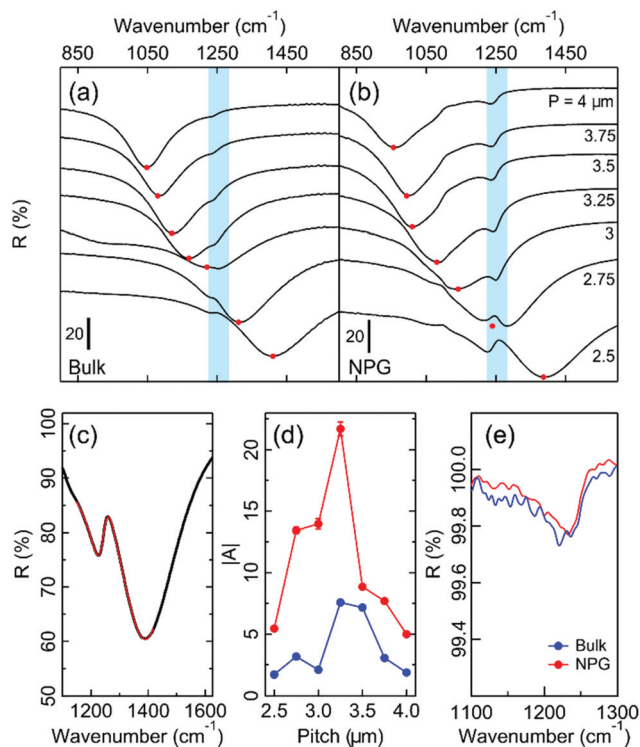 Wavenumber (cm⁻¹) Wavenumber (cm⁻¹)
850 1050 1250 1450 850 1050 1250 1450
(a) (b)
P = 4 µm
3.75
3.5
3.25
3
2.75
2.5
R (%)
20 20
Bulk NPG
(c) (d) (e)
R (%)
100
90
80
70
60
50
1200 1400 1600
Wavenumber (cm⁻¹)
|A|
20
15
10
5
0
2.5 3.0 3.5 4.0
Pitch (µm)
R (%)
100.0
99.8
99.6
99.4
Bulk
NPG
1100 1200 1300
Wavenumber (cm⁻¹)